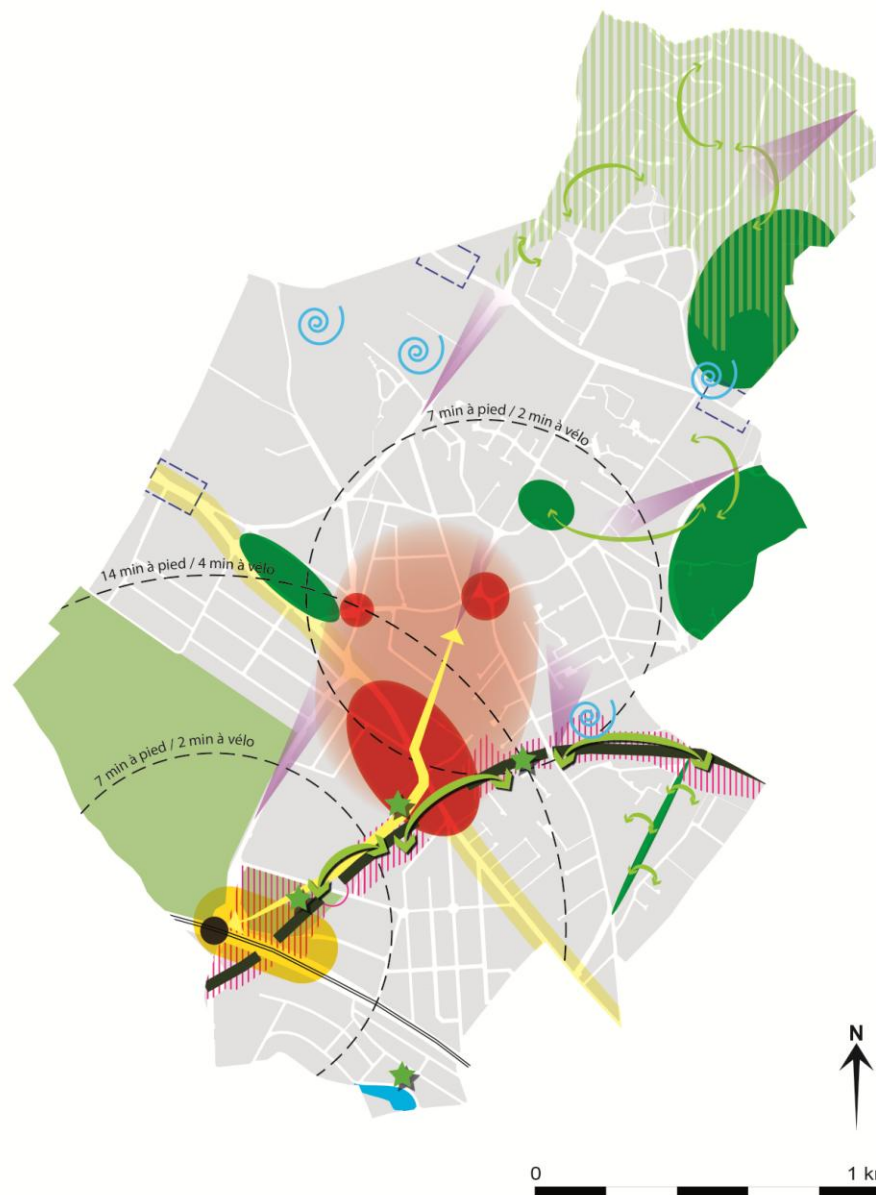 7 min à pied / 2 min à vélo
14 min à pied / 4 min à vélo
7 min à pied / 2 min à vélo
N
0 1 km